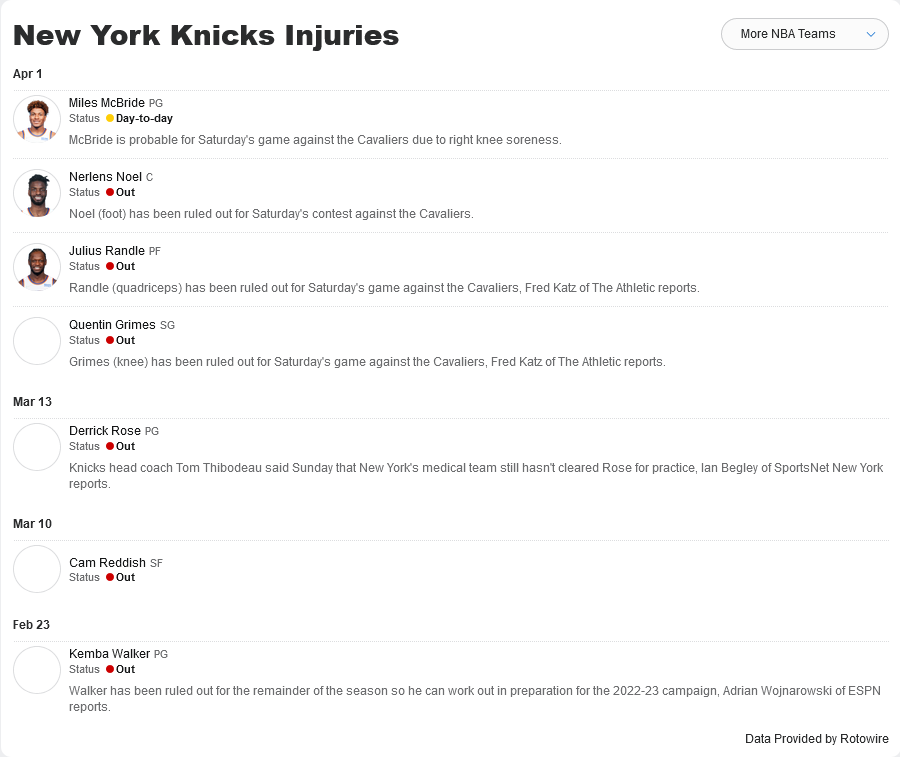 New York Knicks Injuries
More NBA Teams
Apr 1
Miles McBride PG
Status Day-to-day
McBride is probable for Saturday's game against the Cavaliers due to right knee soreness.
Nerlens Noel C
Status Out
Noel (foot) has been ruled out for Saturday's contest against the Cavaliers.
Julius Randle PF
Status Out
Randle (quadriceps) has been ruled out for Saturday's game against the Cavaliers, Fred Katz of The Athletic reports.
Quentin Grimes SG
Status Out
Grimes (knee) has been ruled out for Saturday's game against the Cavaliers, Fred Katz of The Athletic reports.
Mar 13
Derrick Rose PG
Status Out
Knicks head coach Tom Thibodeau said Sunday that New York's medical team still hasn't cleared Rose for practice, Ian Begley of SportsNet New York
reports.
Mar 10
Cam Reddish SF
Status Out
Feb 23
Kemba Walker PG
Status Out
Walker has been ruled out for the remainder of the season so he can work out in preparation for the 2022-23 campaign, Adrian Wojnarowski of ESPN
reports.
Data Provided by Rotowire